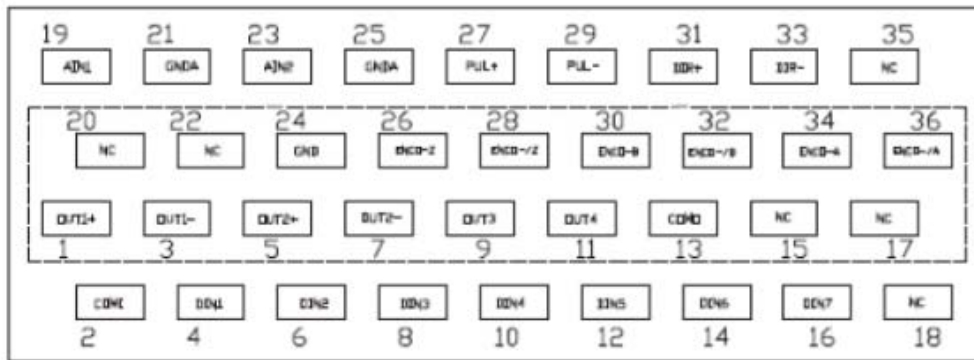 19 21 23 25 27 29 31 33 35
AIN1 GNDA AIN2 GNDA PUL+ PUL- DIR+ DIR- NC
20 22 24 26 28 30 32 34 36
NC NC GND ENCO-Z ENCO-/Z ENCO-B ENCO-/B ENCO-A ENCO-/A
OUT1+ OUT1- OUT2+ OUT2- OUT3 OUT4 COMO NC NC
1 3 5 7 9 11 13 15 17
COMI DIN1 DIN2 DIN3 DIN4 DIN5 DIN6 DIN7 NC
2 4 6 8 10 12 14 16 18